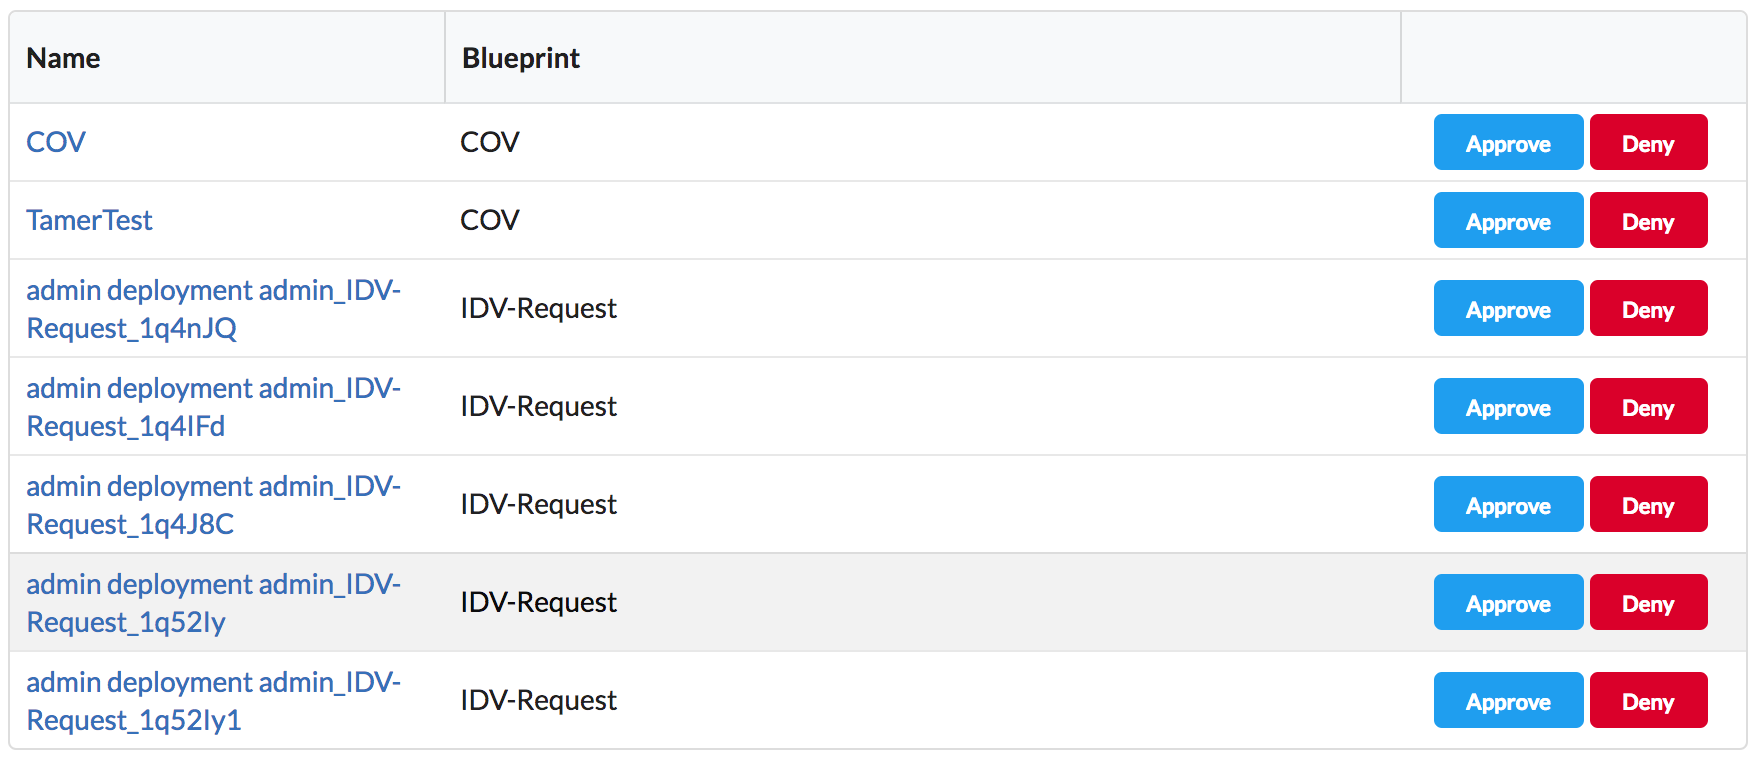 Name Blueprint
COV COV Approve Deny
TamerTest COV Approve Deny
admin deployment admin_IDV-
Request_1q4nJQ IDV-Request Approve Deny
admin deployment admin_IDV-
Request_1q4IFd IDV-Request Approve Deny
admin deployment admin_IDV-
Request_1q4J8C IDV-Request Approve Deny
admin deployment admin_IDV-
Request_1q52Iy IDV-Request Approve Deny
admin deployment admin_IDV-
Request_1q52Iy1 IDV-Request Approve Deny